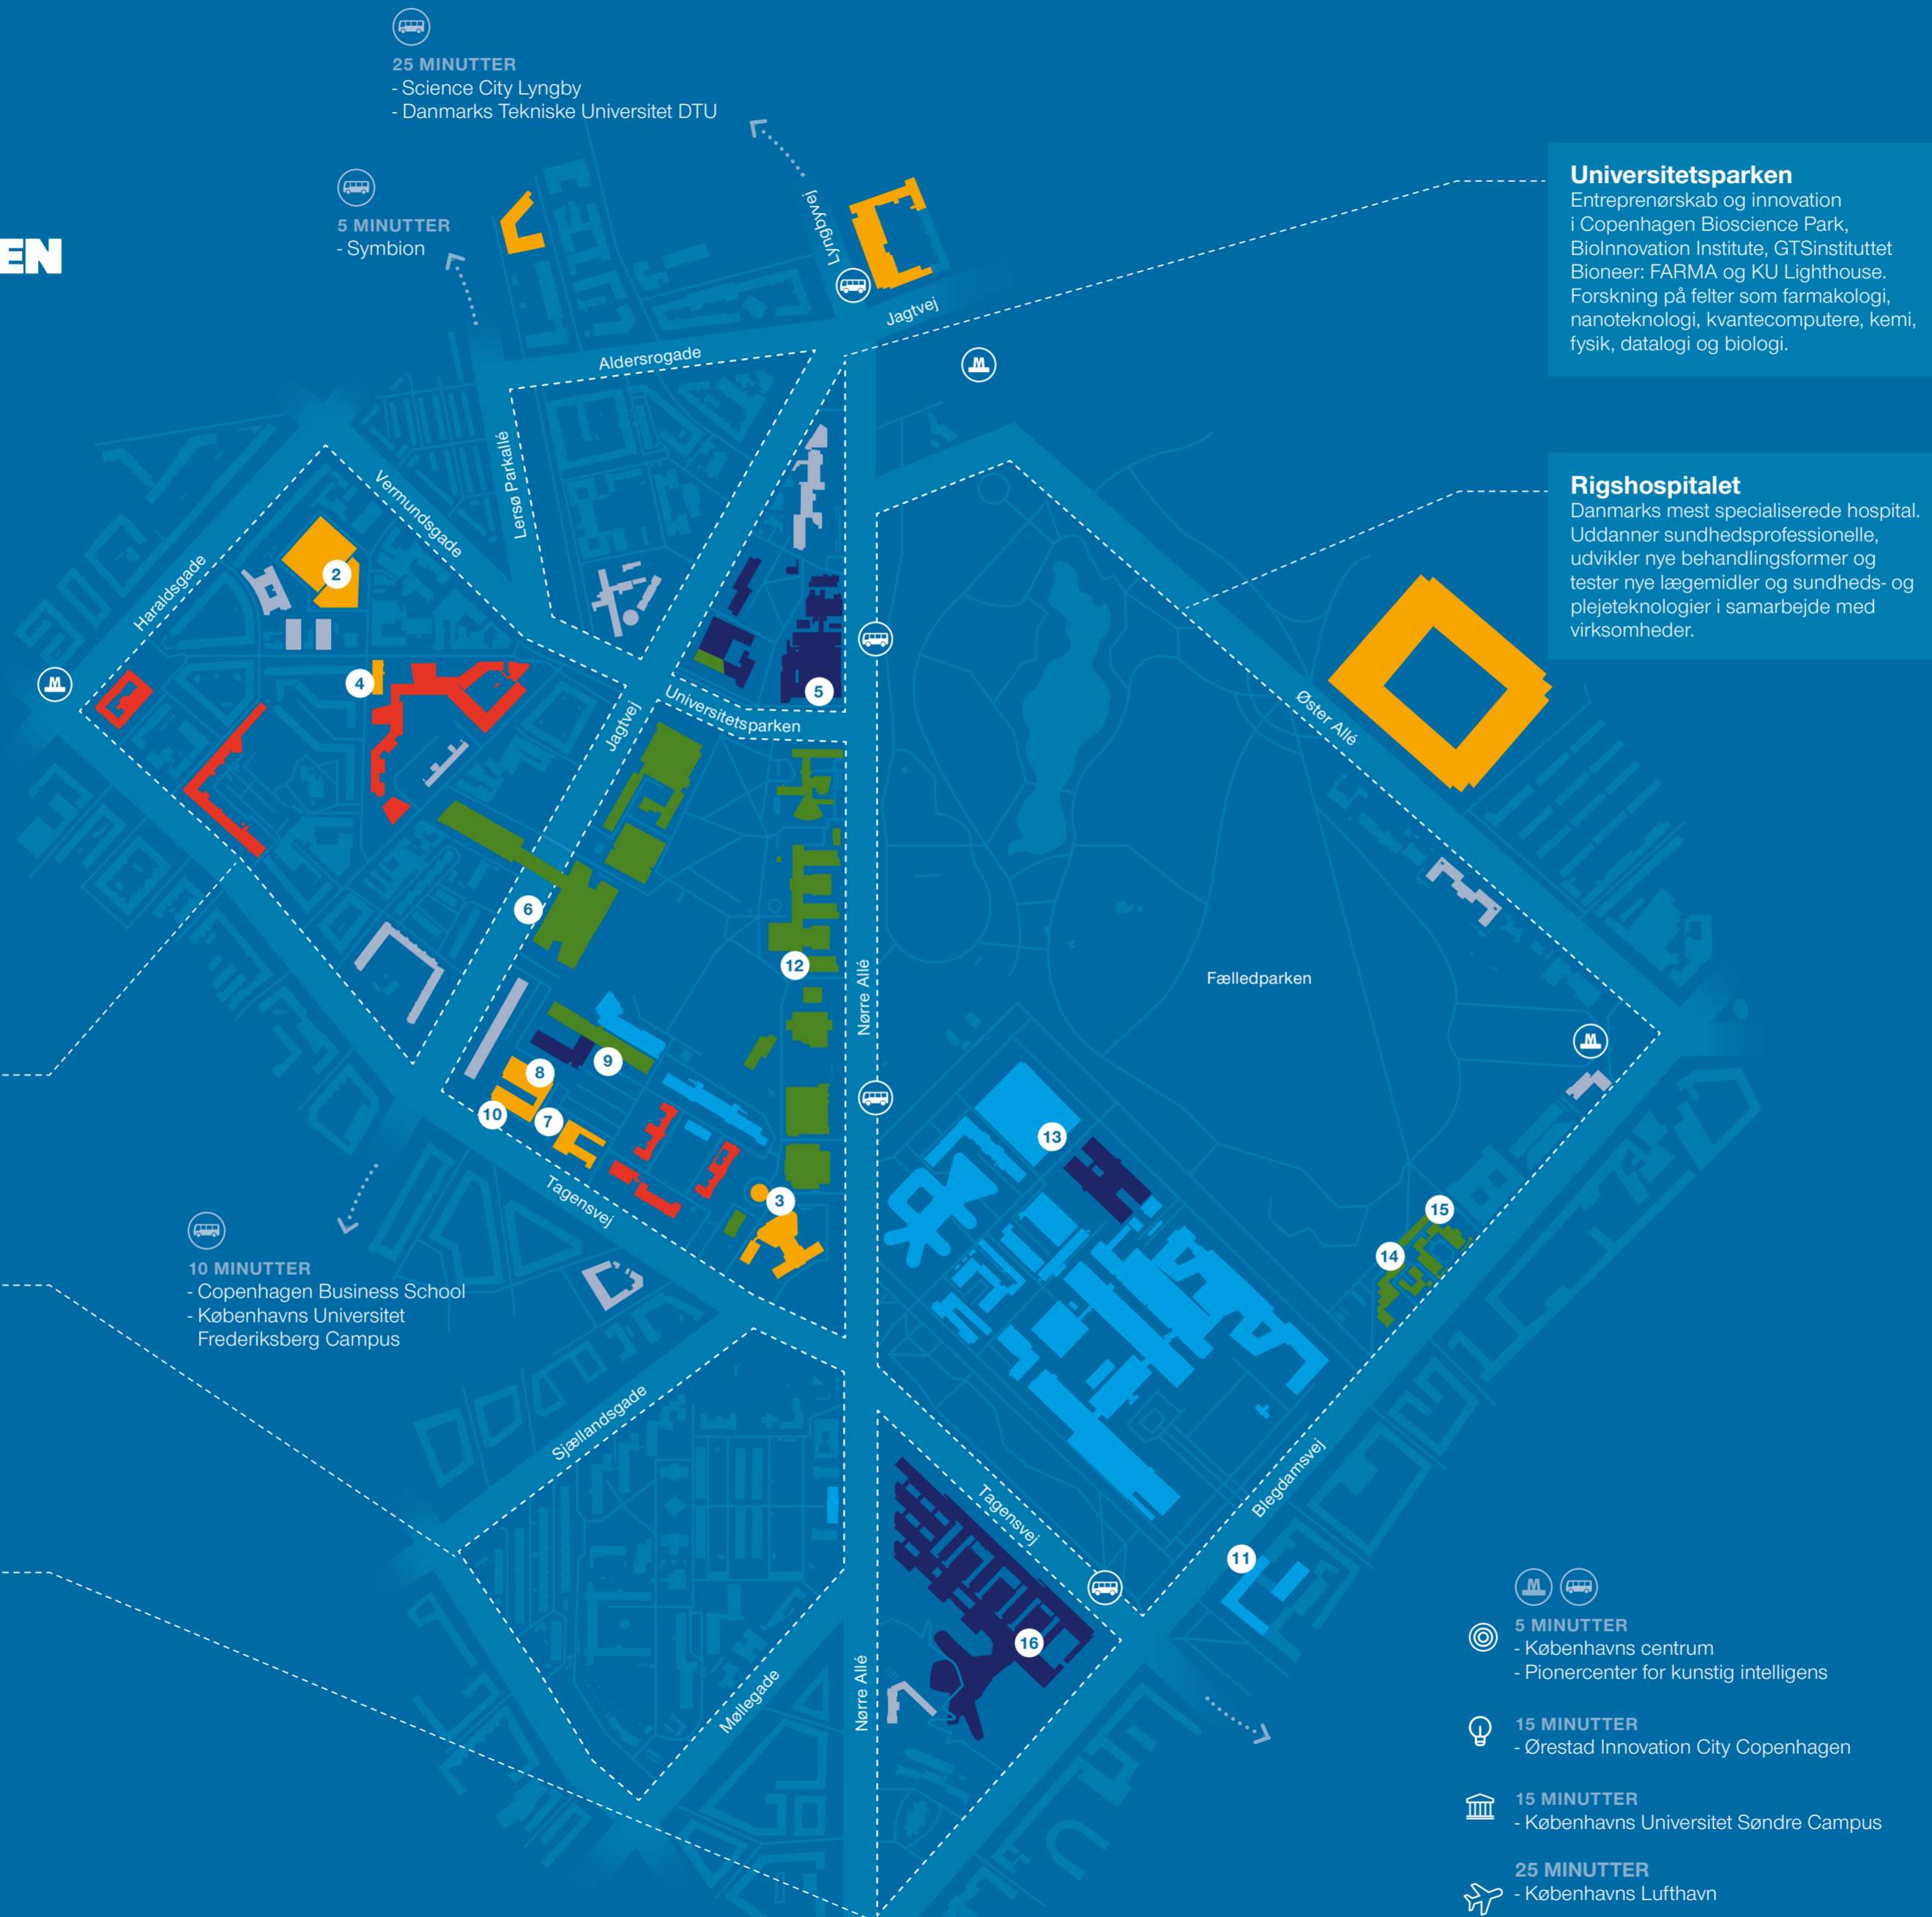 25 MINUTTER
- Science City Lyngby
- Danmarks Tekniske Universitet DTU
5 MINUTTER
- Symbion
EN
Universitetsparken
Entreprenørskab og innovation
i Copenhagen Bioscience Park,
BioInnovation Institute, GTSinstituttet
Bioneer: FARMA og KU Lighthouse.
Forskning på felter som farmakologi,
nanoteknologi, kvantecomputere, kemi,
fysik, datalogi og biologi.
Rigshospitalet
Danmarks mest specialiserede hospital.
Uddanner sundhedsprofessionelle,
udvikler nye behandlingsformer og
tester nye lægemidler og sundheds- og
plejeteknologier i samarbejde med
virksomheder.
Lyngbyvej
Jagtvej
M
Aldersrogade
Lersø Parkallé
Vermundsgade
Haraldsgade
2
M
4
5
Universitetsparken
Jagtvej
Øster Allé
6
12
Nørre Allé
Fælledparken
M
9
8
10
7
13
3
Tagensvej
15
14
10 MINUTTER
- Copenhagen Business School
- Københavns Universitet
Frederiksberg Campus
Sjællandsgade
Tagensvej
Blegdamsvej
11
16
Møllegade
Nørre Allé
M
5 MINUTTER
- Københavns centrum
- Pionercenter for kunstig intelligens
15 MINUTTER
- Ørestad Innovation City Copenhagen
15 MINUTTER
- Københavns Universitet Søndre Campus
25 MINUTTER
- Københavns Lufthavn